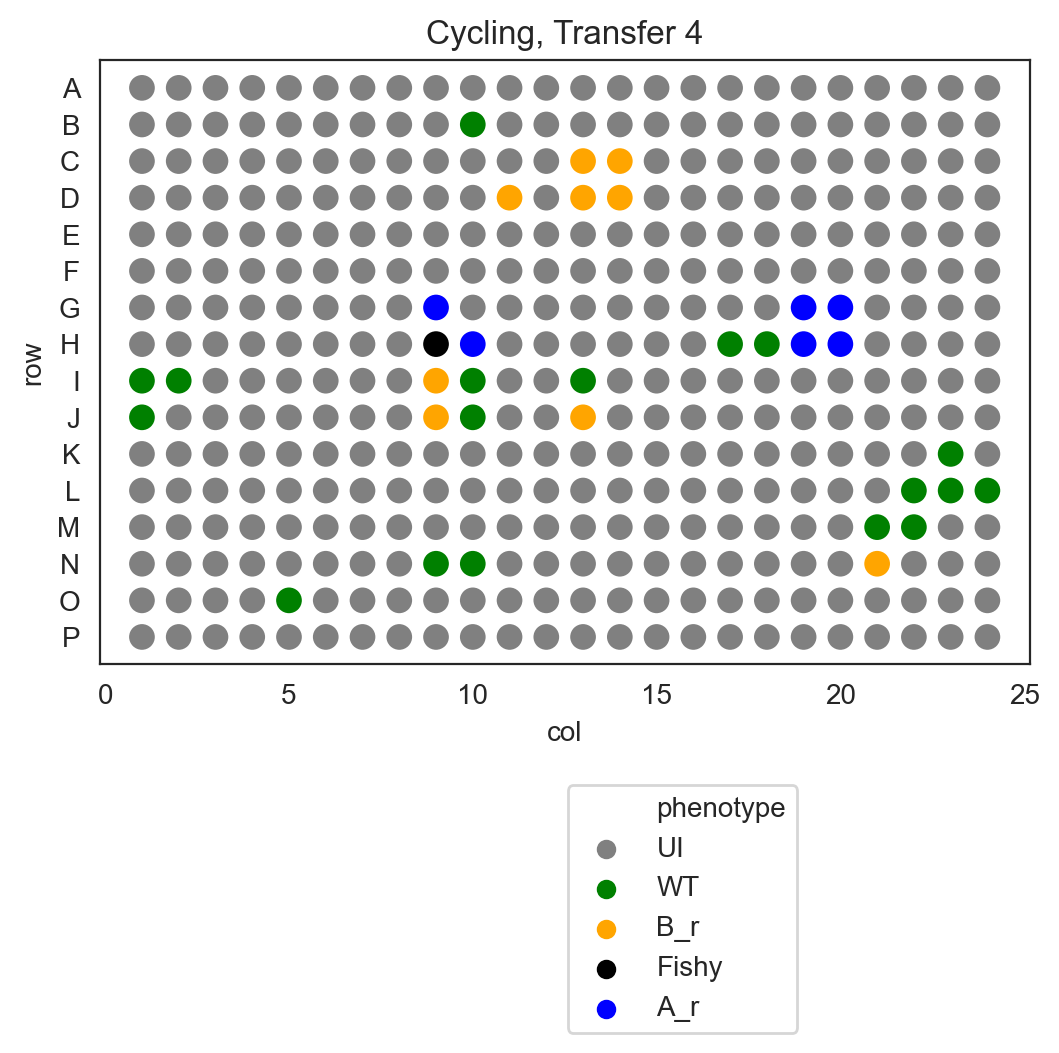 Cycling, Transfer 4
A
B
C
D
E
F
G
H
I
J
K
L
M
N
O
P
row
0 5 10 15 20 25
col
phenotype
UI
WT
B_r
Fishy
A_r